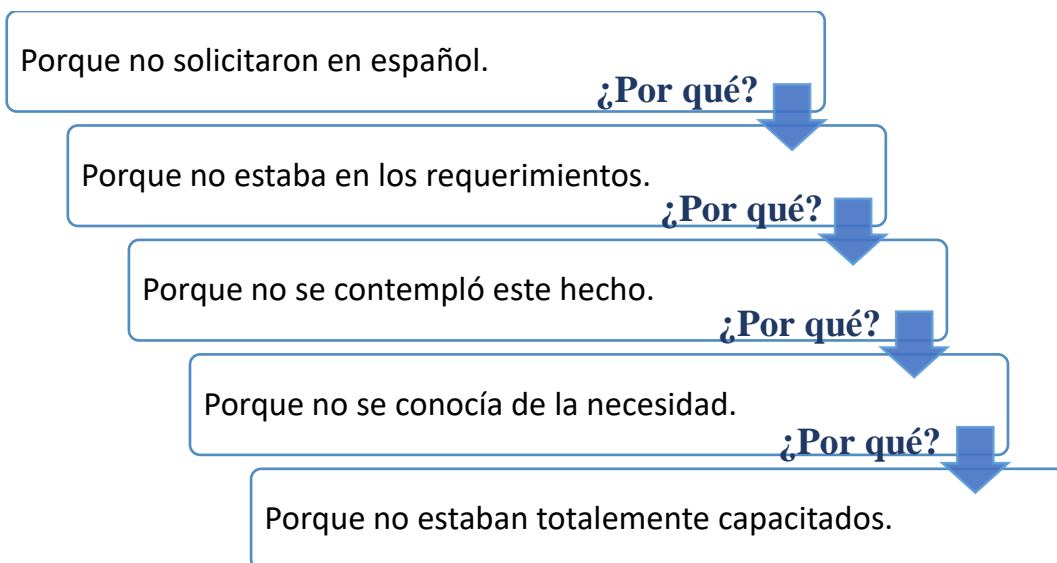 Porque no solicitaron en español.
¿Por qué?
Porque no estaba en los requerimientos.
¿Por qué?
Porque no se contempló este hecho.
¿Por qué?
Porque no se conocía de la necesidad.
¿Por qué?
Porque no estaban totalemente capacitados.